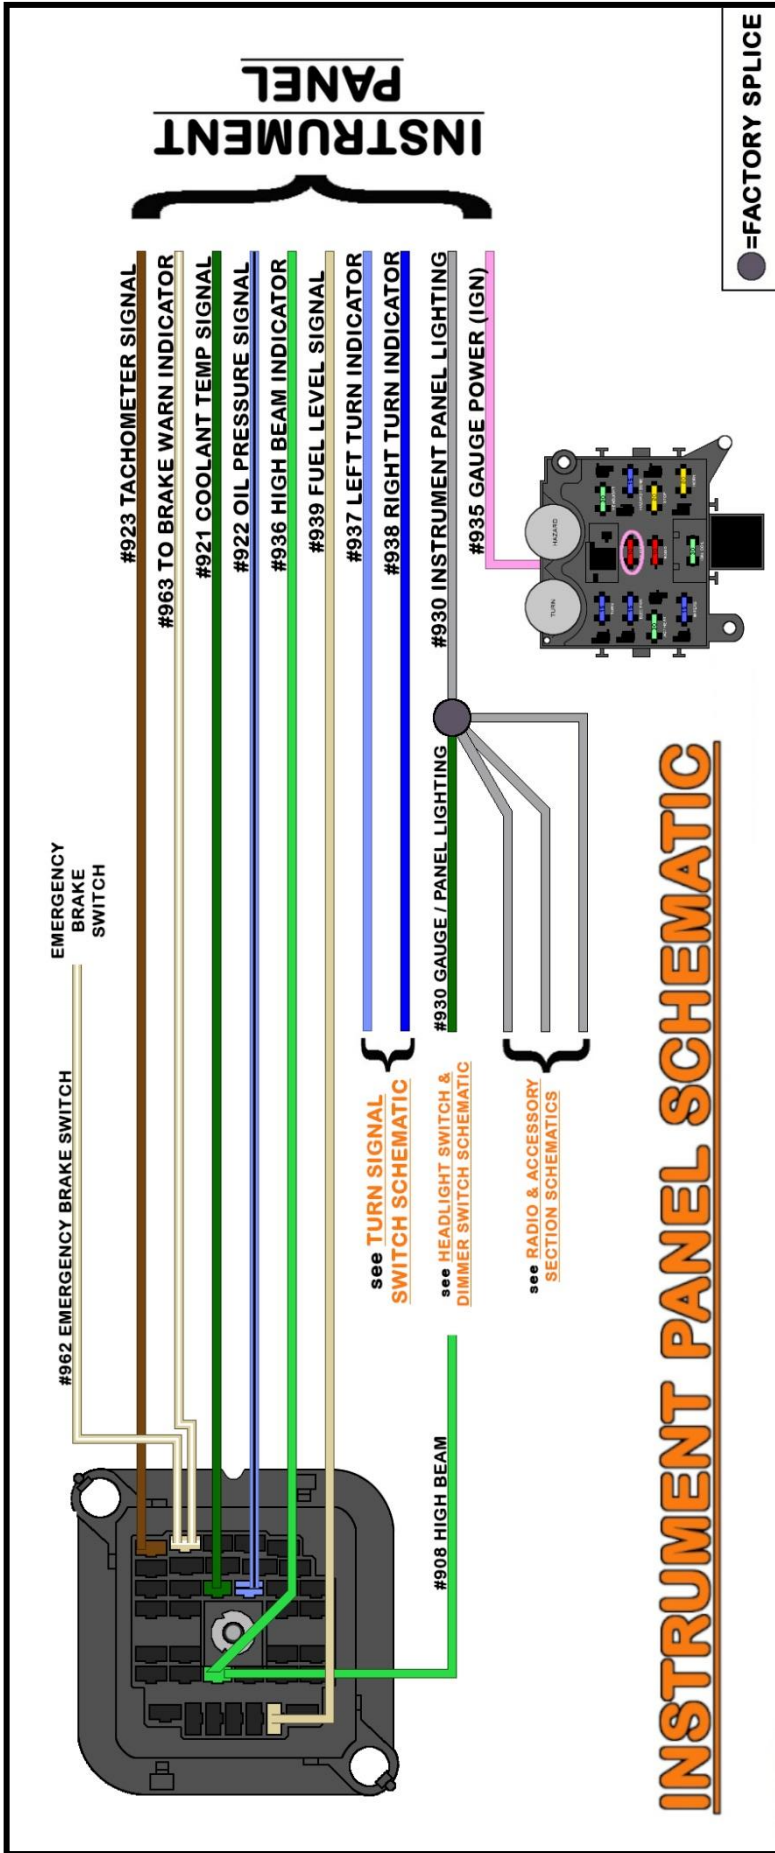 INSTRUMENT
PANEL
#923 TACHOMETER SIGNAL
#963 TO BRAKE WARN INDICATOR
#921 COOLANT TEMP SIGNAL
#922 OIL PRESSURE SIGNAL
#936 HIGH BEAM INDICATOR
#939 FUEL LEVEL SIGNAL
#937 LEFT TURN INDICATOR
#938 RIGHT TURN INDICATOR
#930 INSTRUMENT PANEL LIGHTING
#935 GAUGE POWER (IGN)
=FACTORY SPLICE
EMERGENCY
BRAKE
SWITCH
#962 EMERGENCY BRAKE SWITCH
#930 GAUGE / PANEL LIGHTING
see TURN SIGNAL
SWITCH SCHEMATIC
see HEADLIGHT SWITCH &
DIMMER SWITCH SCHEMATIC
see RADIO & ACCESSORY
SECTION SCHEMATICS
#908 HIGH BEAM
TURN
HAZARD
INSTRUMENT PANEL SCHEMATIC